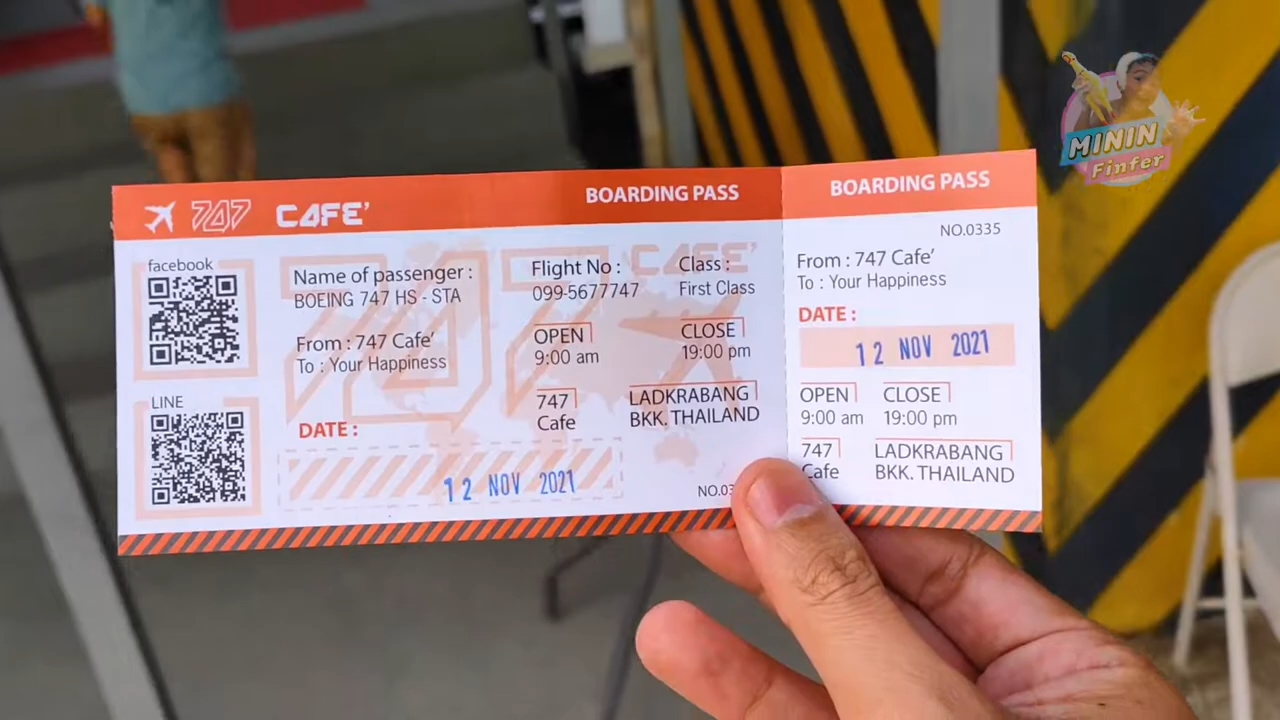 747 CAFE'
BOARDING PASS
BOARDING PASS
facebook
LINE
Name of passenger :
BOEING 747 HS - STA
From : 747 Cafe'
To : Your Happiness
DATE :
12 NOV 2021
Flight No :
099-5677747
Class :
First Class
OPEN
9:00 am
CLOSE
19:00 pm
747
Cafe
LADKRABANG
BKK. THAILAND
747 CAFE'
NO.0335
From : 747 Cafe'
To : Your Happiness
DATE :
12 NOV 2021
OPEN
9:00 am
CLOSE
19:00 pm
747
Cafe
LADKRABANG
BKK. THAILAND
MININ
Finfer